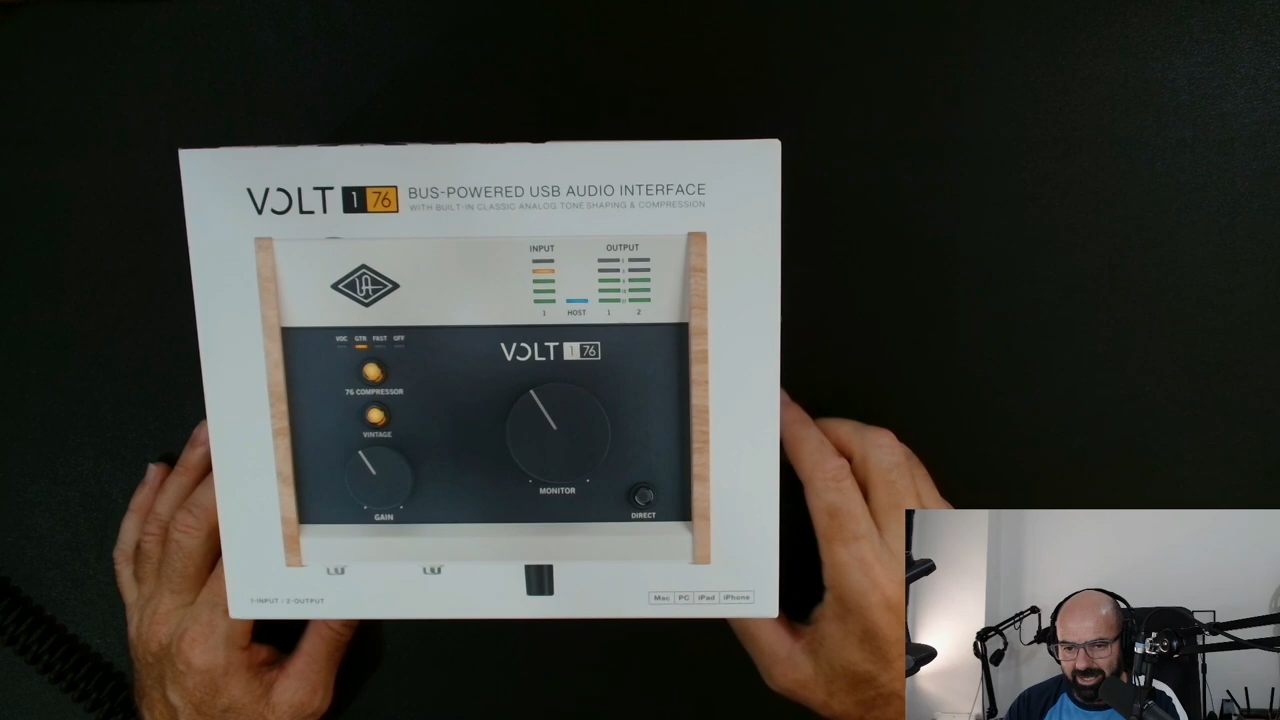 VOLT 1 76 BUS-POWERED USB AUDIO INTERFACE
WITH BUILT-IN CLASSIC ANALOG TONE SHAPING & COMPRESSION
INPUT OUTPUT
UA
1 HOST 1 2
VOC GTR FAST OFF
VOLT 1 76
76 COMPRESSOR
VINTAGE
MONITOR
GAIN
DIRECT
1-INPUT / 2-OUTPUT
Mac PC iPad iPhone